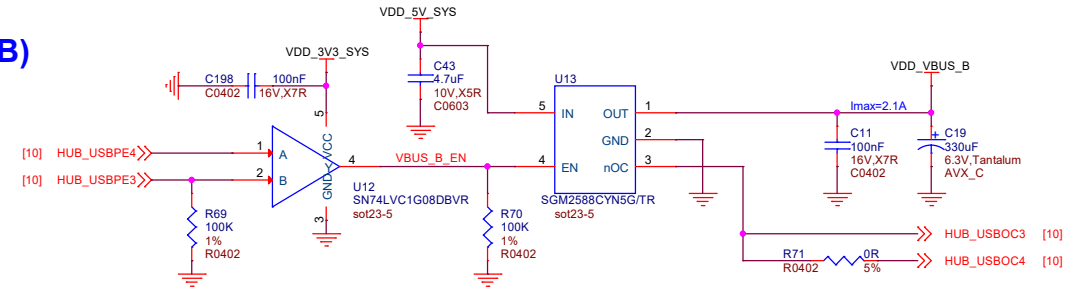 B)
VDD_5V_SYS
VDD_3V3_SYS
C198
C0402
100nF
16V,X7R
C43
4.7uF
10V,X5R
C0603
U13
5
IN
OUT
1
GND
2
4
EN
nOC
3
SGM2588CYN5G/TR
sot23-5
VDD_VBUS_B
Imax=2.1A
C11
100nF
16V,X7R
C0402
+
C19
330uF
6.3V,Tantalum
AVX_C
[10] HUB_USBPE4
[10] HUB_USBPE3
1
A
2
B
5
VCC
Y
4
GND
3
U12
SN74LVC1G08DBVR
sot23-5
VBUS_B_EN
R69
100K
1%
R0402
R70
100K
1%
R0402
HUB_USBOC3 [10]
R71
R0402
0R
5%
HUB_USBOC4 [10]